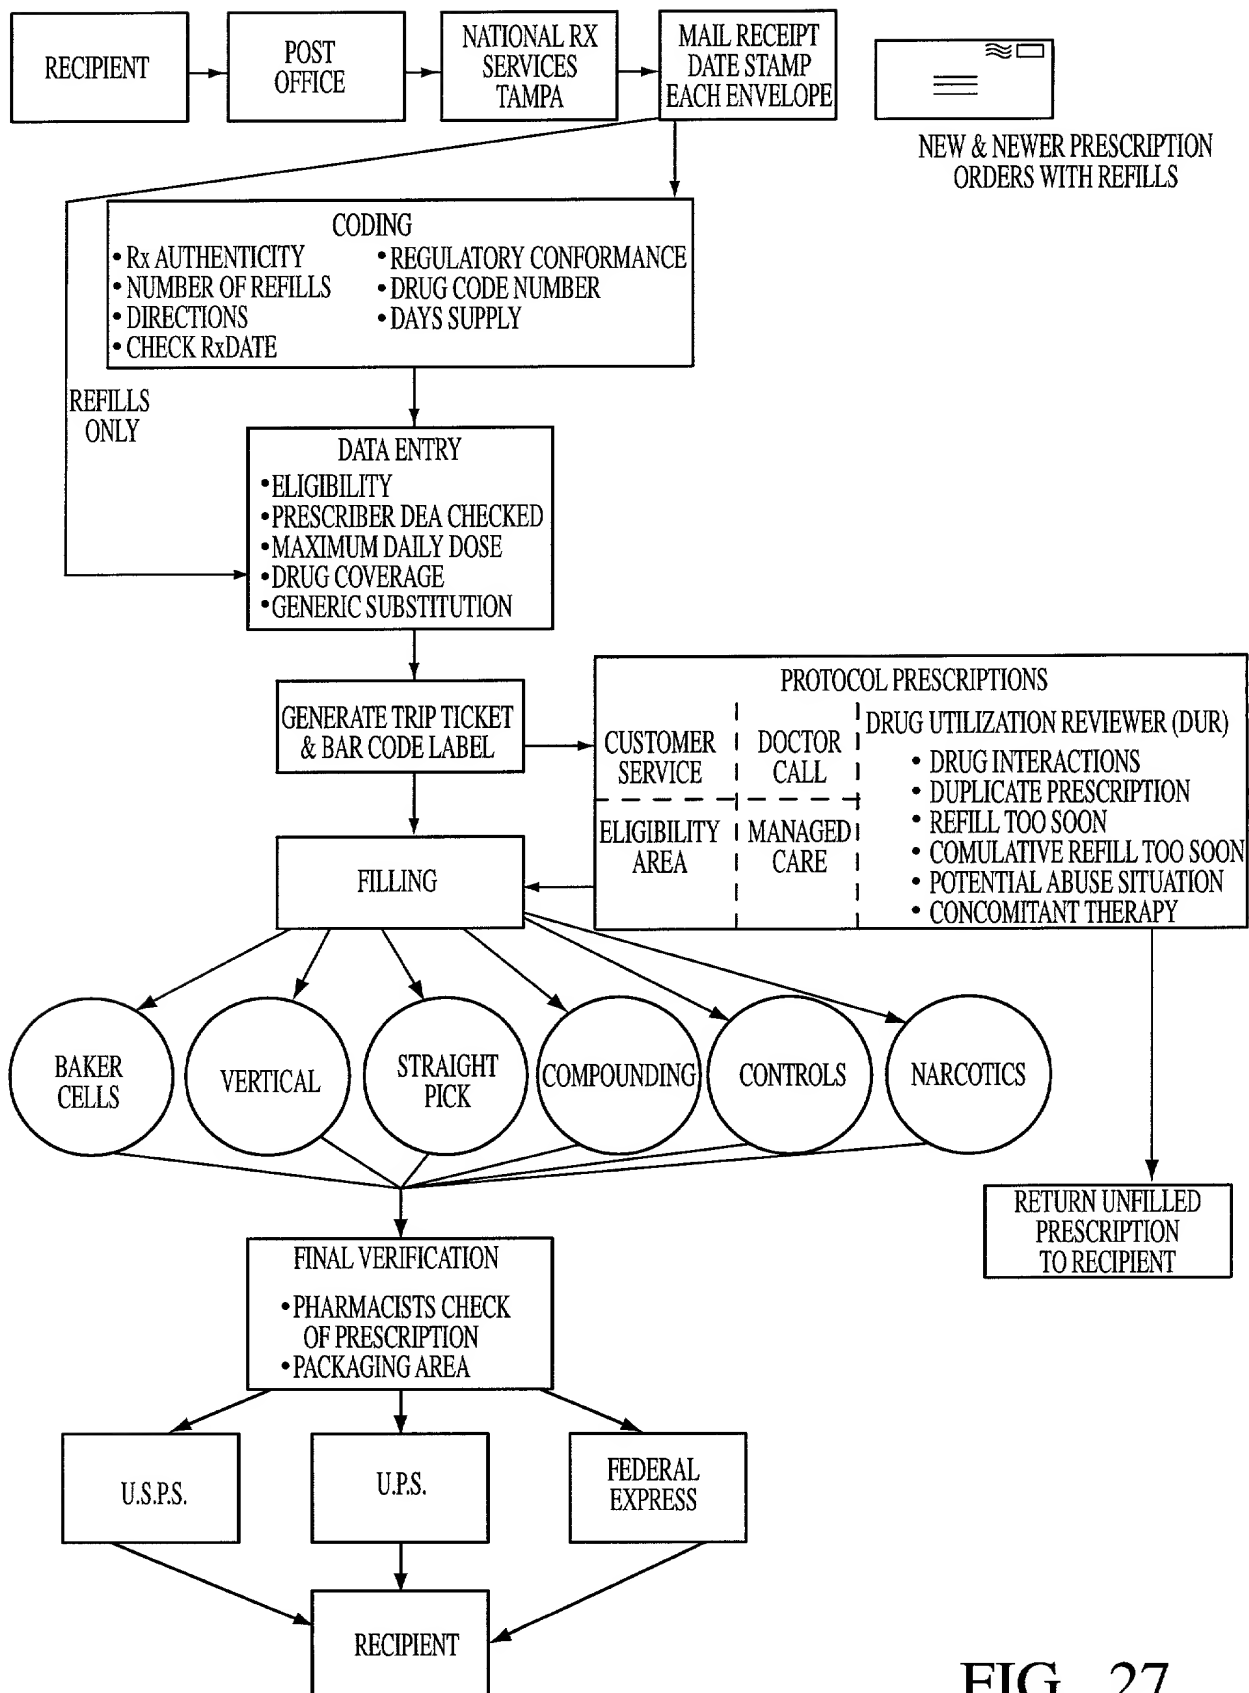 RECIPIENT
POST
OFFICE
NATIONAL RX
SERVICES
TAMPA
MAIL RECEIPT
DATE STAMP
EACH ENVELOPE
NEW & NEWER PRESCRIPTION
ORDERS WITH REFILLS
CODING
• Rx AUTHENTICITY
• NUMBER OF REFILLS
• DIRECTIONS
• CHECK RxDATE
• REGULATORY CONFORMANCE
• DRUG CODE NUMBER
• DAYS SUPPLY
REFILLS
ONLY
DATA ENTRY
• ELIGIBILITY
• PRESCRIBER DEA CHECKED
• MAXIMUM DAILY DOSE
• DRUG COVERAGE
• GENERIC SUBSTITUTION
GENERATE TRIP TICKET
& BAR CODE LABEL
PROTOCOL PRESCRIPTIONS
CUSTOMER
SERVICE
DOCTOR
CALL
ELIGIBILITY
AREA
MANAGED
CARE
DRUG UTILIZATION REVIEWER (DUR)
• DRUG INTERACTIONS
• DUPLICATE PRESCRIPTION
• REFILL TOO SOON
• COMULATIVE REFILL TOO SOON
• POTENTIAL ABUSE SITUATION
• CONCOMITANT THERAPY
FILLING
BAKER
CELLS
VERTICAL
STRAIGHT
PICK
COMPOUNDING
CONTROLS
NARCOTICS
RETURN UNFILLED
PRESCRIPTION
TO RECIPIENT
FINAL VERIFICATION
• PHARMACISTS CHECK
OF PRESCRIPTION
• PACKAGING AREA
U.S.P.S.
U.P.S.
FEDERAL
EXPRESS
RECIPIENT
FIG. 27